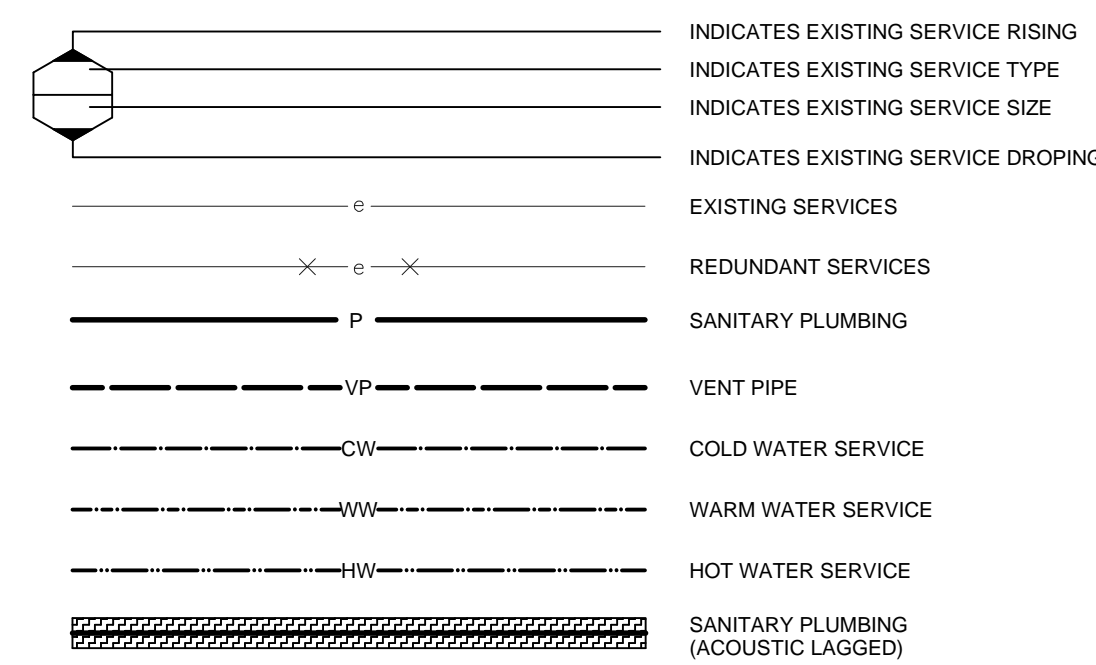 INDICATES EXISTING SERVICE RISING
INDICATES EXISTING SERVICE TYPE
INDICATES EXISTING SERVICE SIZE
INDICATES EXISTING SERVICE DROPING
e EXISTING SERVICES
e REDUNDANT SERVICES
P SANITARY PLUMBING
VP VENT PIPE
CW COLD WATER SERVICE
WW WARM WATER SERVICE
HW HOT WATER SERVICE
SANITARY PLUMBING
(ACOUSTIC LAGGED)